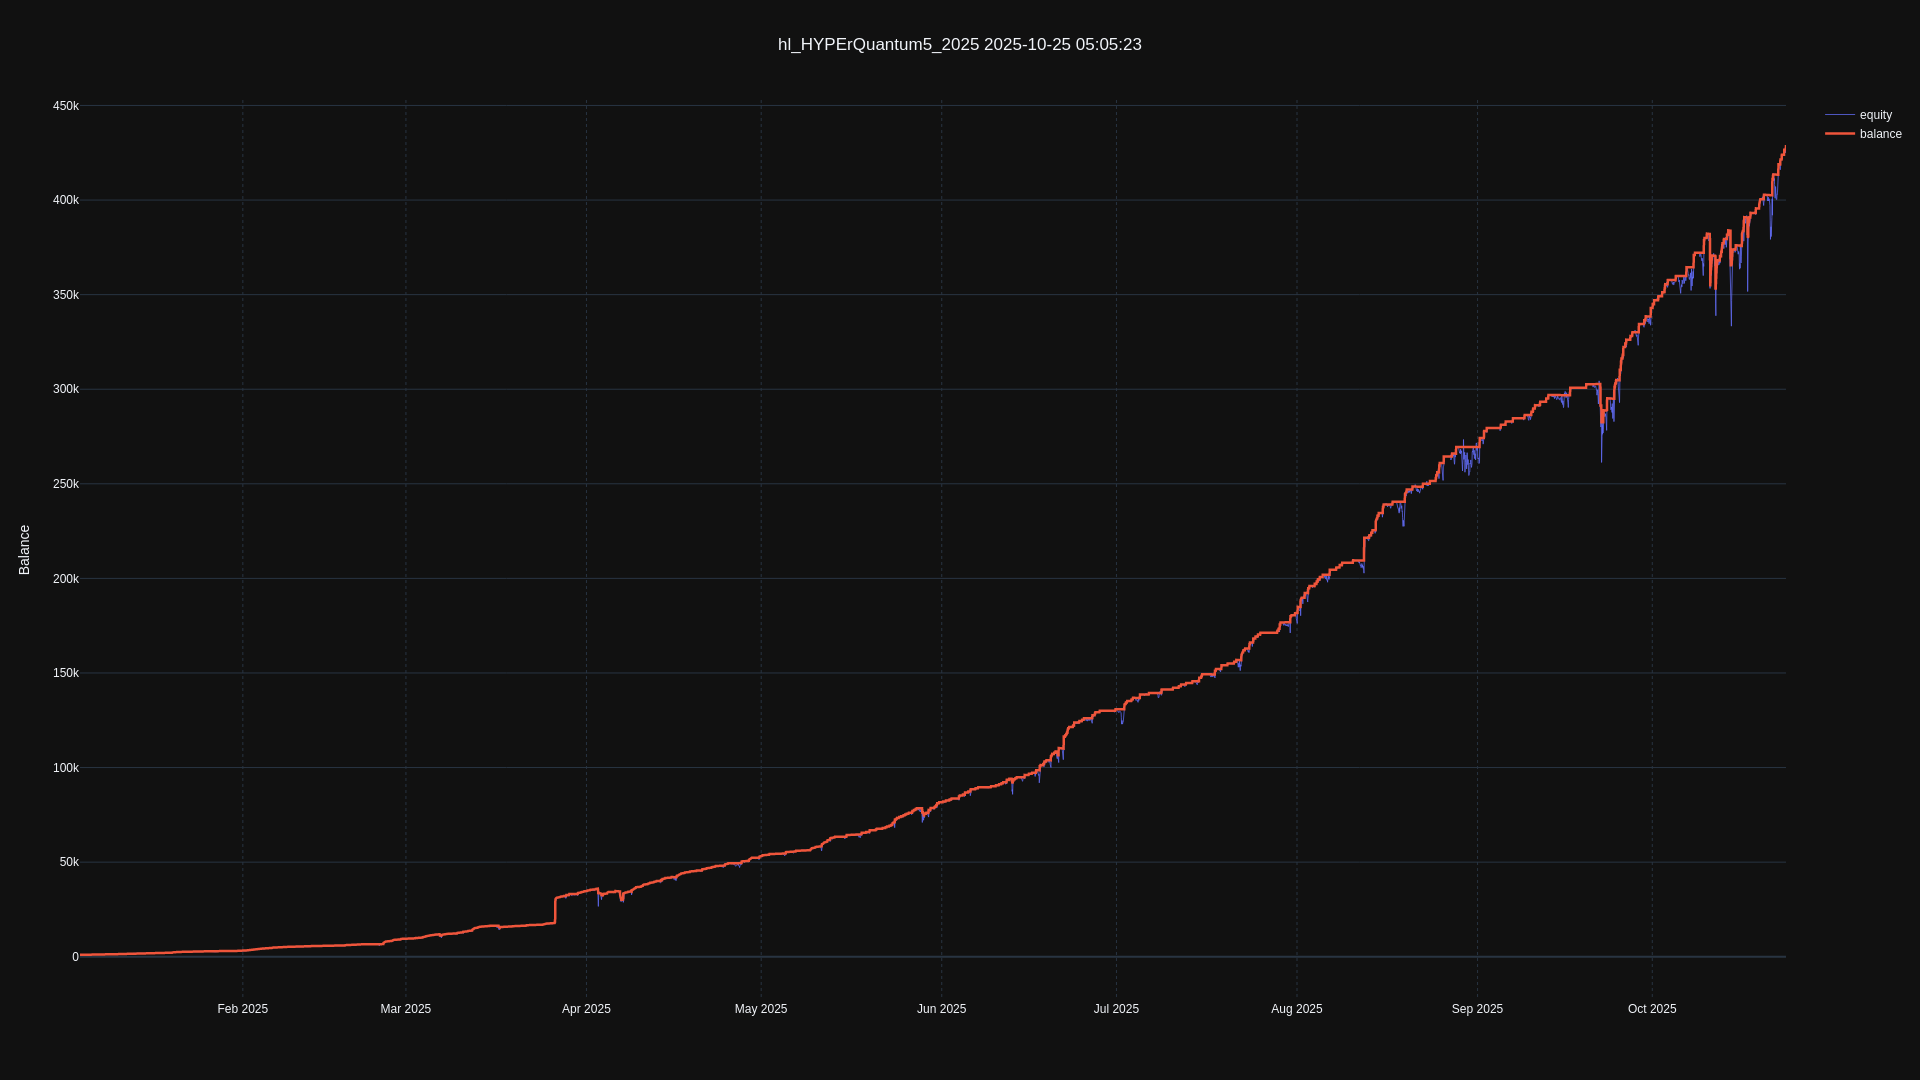 hl_HYPErQuantum5_2025 2025-10-25 05:05:23
equity
balance
450k
400k
350k
300k
250k
200k
150k
100k
50k
0
Balance
Feb 2025
Mar 2025
Apr 2025
May 2025
Jun 2025
Jul 2025
Aug 2025
Sep 2025
Oct 2025